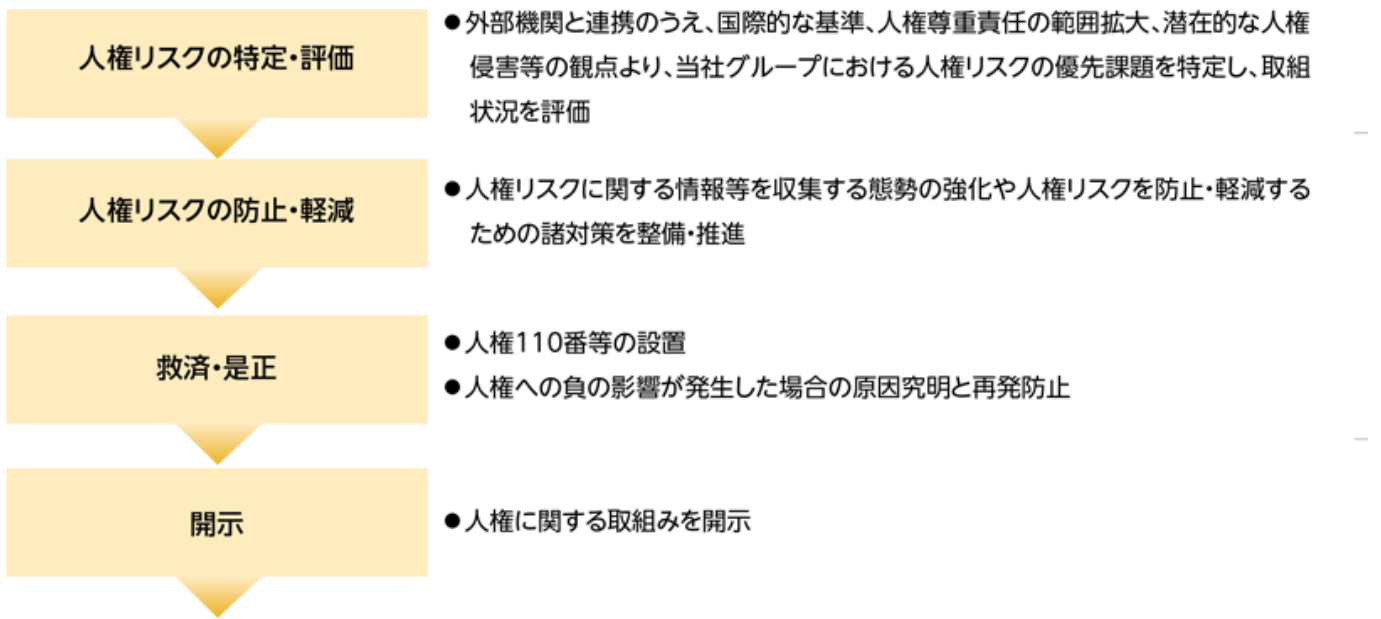 人権リスクの特定・評価
●外部機関と連携のうえ、国際的な基準、人権尊重責任の範囲拡大、潜在的な人権
侵害等の観点より、当社グループにおける人権リスクの優先課題を特定し、取組
状況を評価
人権リスクの防止・軽減
●人権リスクに関する情報等を収集する態勢の強化や人権リスクを防止・軽減する
ための諸対策を整備・推進
救済・是正
●人権110番等の設置
●人権への負の影響が発生した場合の原因究明と再発防止
開示
●人権に関する取組みを開示